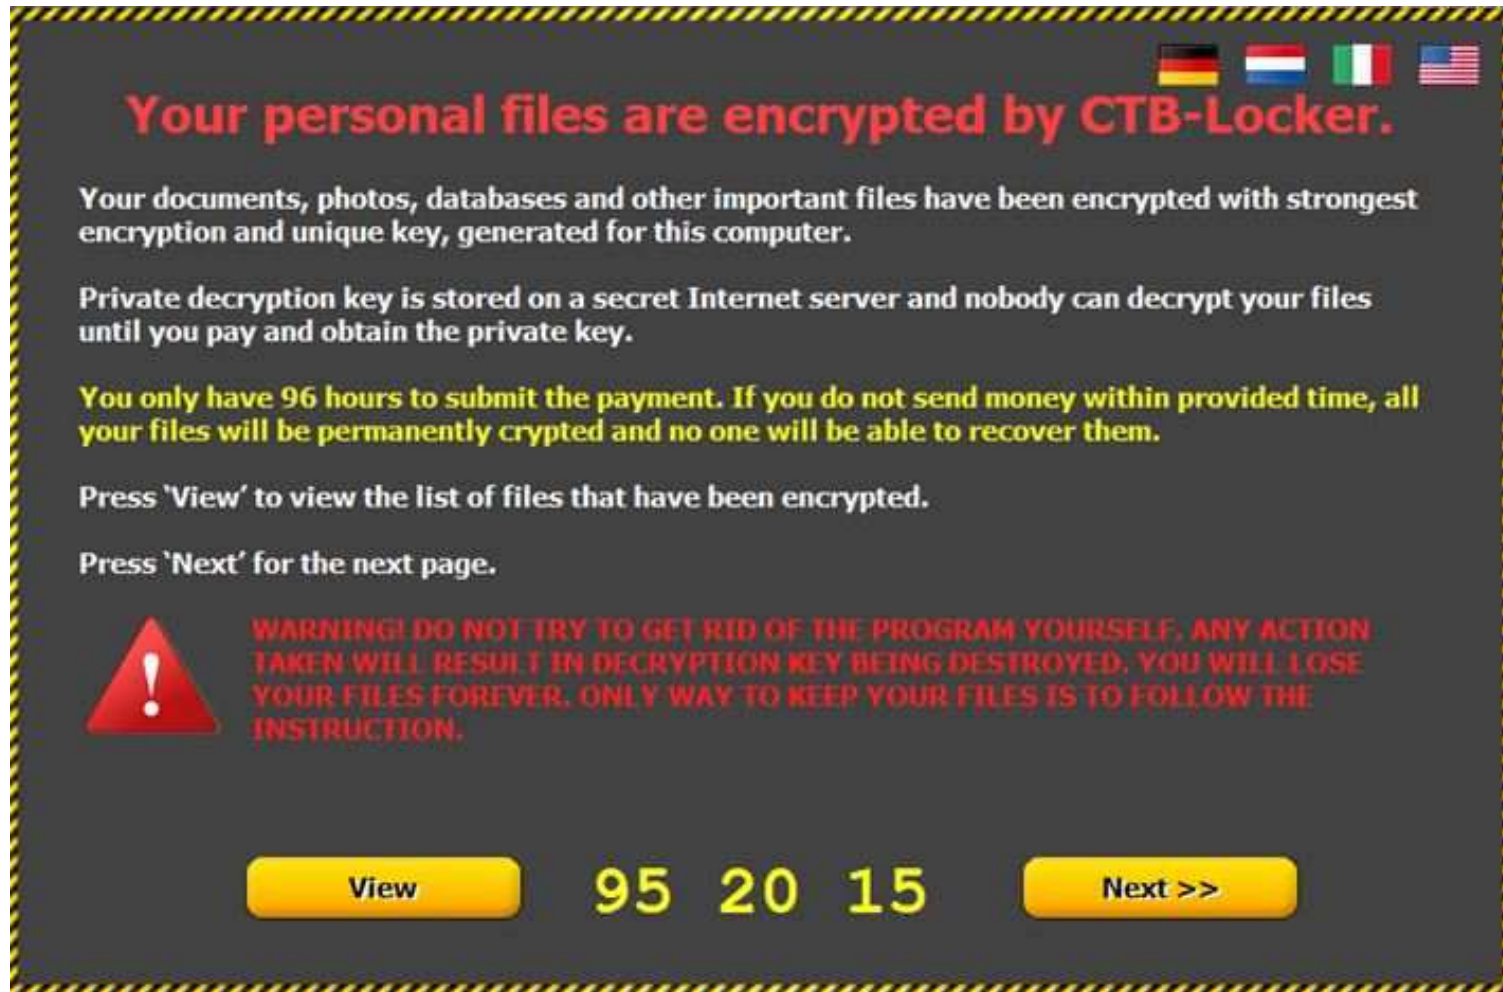 Your personal files are encrypted by CTB-Locker.
Your documents, photos, databases and other important files have been encrypted with strongest
encryption and unique key, generated for this computer.
Private decryption key is stored on a secret Internet server and nobody can decrypt your files
until you pay and obtain the private key.
You only have 96 hours to submit the payment. If you do not send money within provided time, all
your files will be permanently crypted and no one will be able to recover them.
Press ‘View’ to view the list of files that have been encrypted.
Press ‘Next’ for the next page.
WARNING! DO NOT TRY TO GET RID OF THE PROGRAM YOURSELF. ANY ACTION
TAKEN WILL RESULT IN DECRYPTION KEY BEING DESTROYED. YOU WILL LOSE
YOUR FILES FOREVER. ONLY WAY TO KEEP YOUR FILES IS TO FOLLOW THE
INSTRUCTION.
View 95 20 15 Next >>